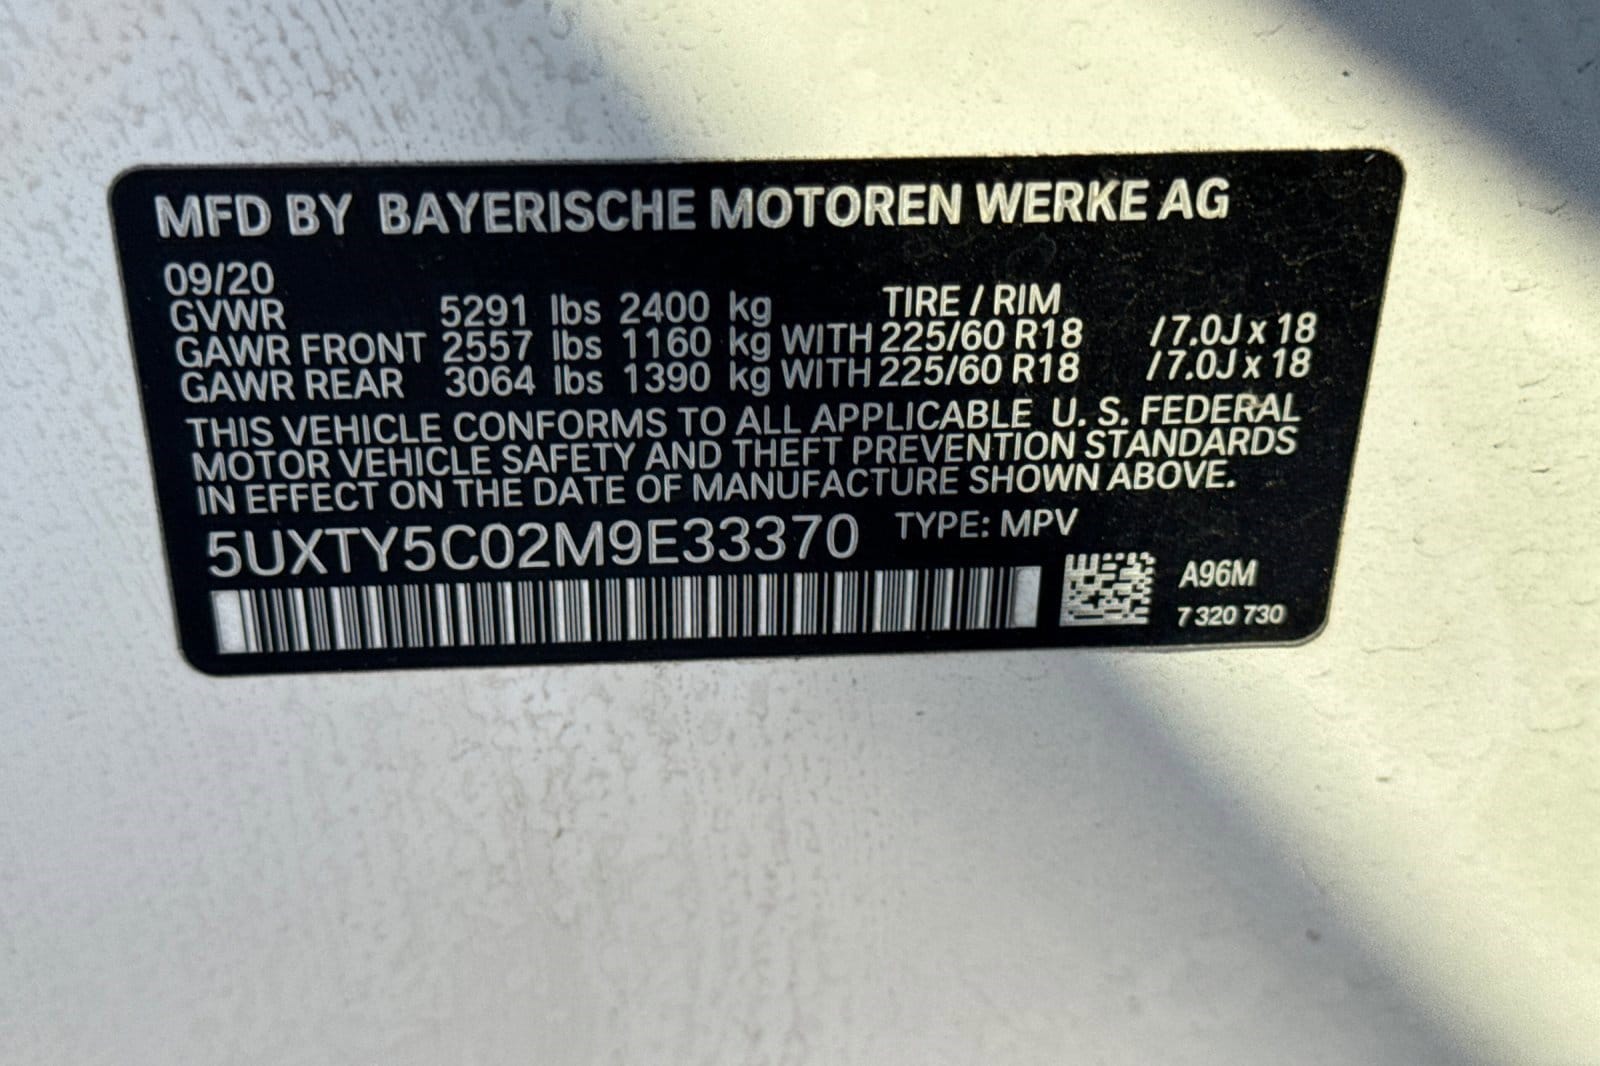 MFD BY BAYERISCHE MOTOREN WERKE AG
09/20 TIRE / RIM
GVWR 5291 lbs 2400 kg
GAWR FRONT 2557 lbs 1160 kg WITH 225/60 R18 /7.0J x 18
GAWR REAR 3064 lbs 1390 kg WITH 225/60 R18 /7.0J x 18
THIS VEHICLE CONFORMS TO ALL APPLICABLE U. S. FEDERAL
MOTOR VEHICLE SAFETY AND THEFT PREVENTION STANDARDS
IN EFFECT ON THE DATE OF MANUFACTURE SHOWN ABOVE.
5UXTY5C02M9E33370 TYPE: MPV
A96M
7 320 730